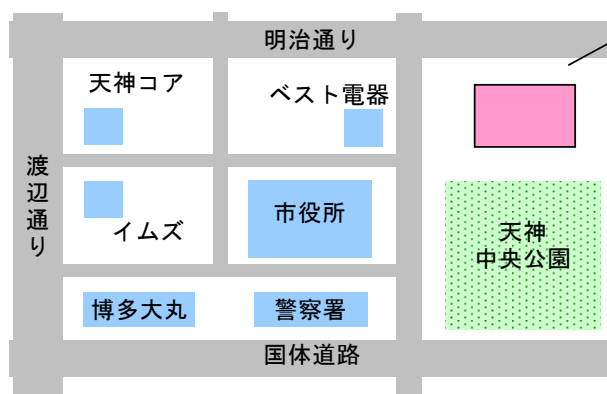 明治通り
天神コア
ベスト電器
渡辺通り
イムズ
市役所
天神
中央公園
博多大丸
警察署
国体道路